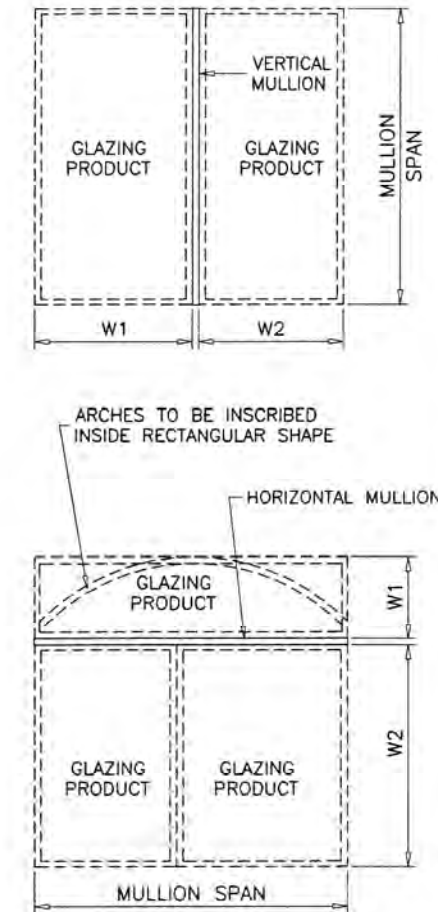 VERTICAL
MULLION
GLAZING
PRODUCT
GLAZING
PRODUCT
MULLION
SPAN
W1
W2
ARCHES TO BE INSCRIBED
INSIDE RECTANGULAR SHAPE
HORIZONTAL MULLION
GLAZING
PRODUCT
W1
GLAZING
PRODUCT
GLAZING
PRODUCT
W2
MULLION SPAN